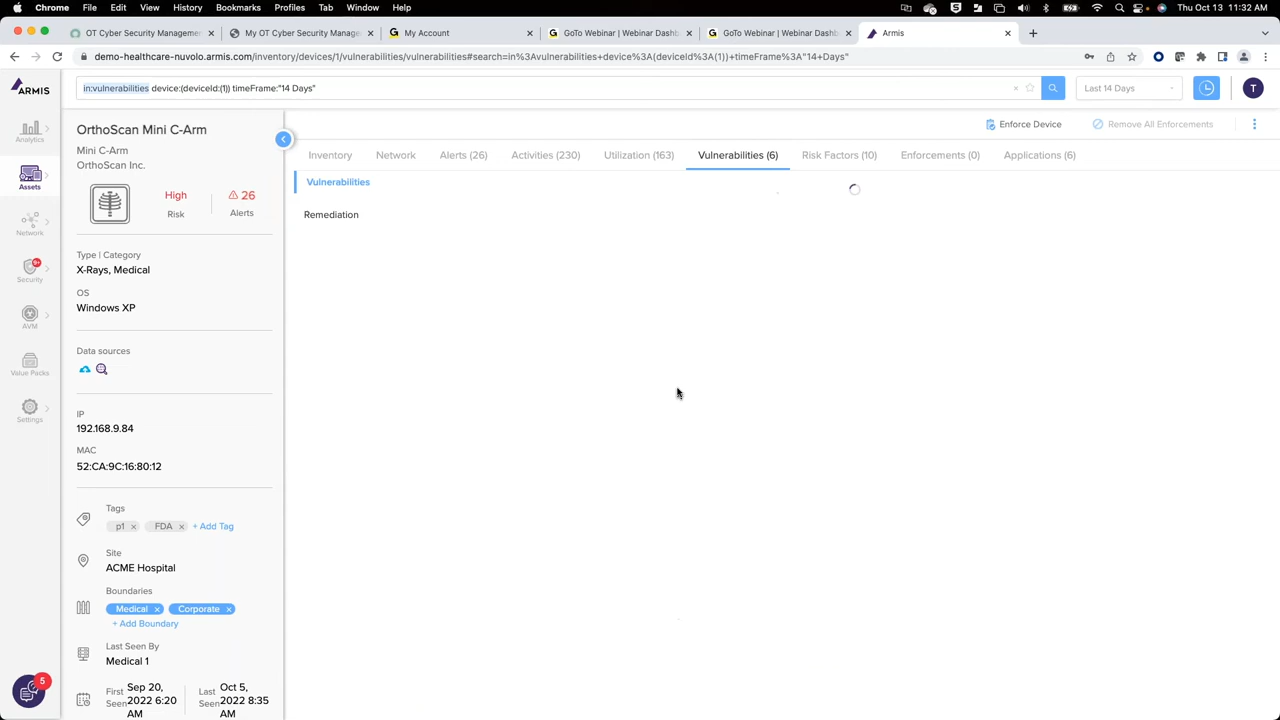 Chrome File Edit View History Bookmarks Profiles Tab Window Help
Thu Oct 13 11:32 AM
OT Cyber Security Manageme
My OT Cyber Security Manage
My Account
GoTo Webinar | Webinar Dashb
GoTo Webinar | Webinar Dashb
Armis
demo-healthcare-nuvolo.armis.com/inventory/devices/1/vulnerabilities/vulnerabilities#search=in%3Avulnerabilities+device%3A(deviceId%3A(1))+timeFrame%3A"14+Days"
ARMIS
in:vulnerabilities device:(deviceId:(1)) timeFrame:"14 Days"
Last 14 Days
T
Analytics
Assets
Network
9+
Security
AVM
Value Packs
Settings
5
OrthoScan Mini C-Arm
Mini C-Arm
OrthoScan Inc.
High
Risk
26
Alerts
Type | Category
X-Rays, Medical
OS
Windows XP
Data sources
IP
192.168.9.84
MAC
52:CA:9C:16:80:12
Tags
p1 × FDA × + Add Tag
Site
ACME Hospital
Boundaries
Medical × Corporate ×
+ Add Boundary
Last Seen By
Medical 1
First Seen
Sep 20, 2022 6:20 AM
Last Seen
Oct 5, 2022 8:35 AM
Enforce Device
Remove All Enforcements
Inventory Network Alerts (26) Activities (230) Utilization (163) Vulnerabilities (6) Risk Factors (10) Enforcements (0) Applications (6)
Vulnerabilities
Remediation